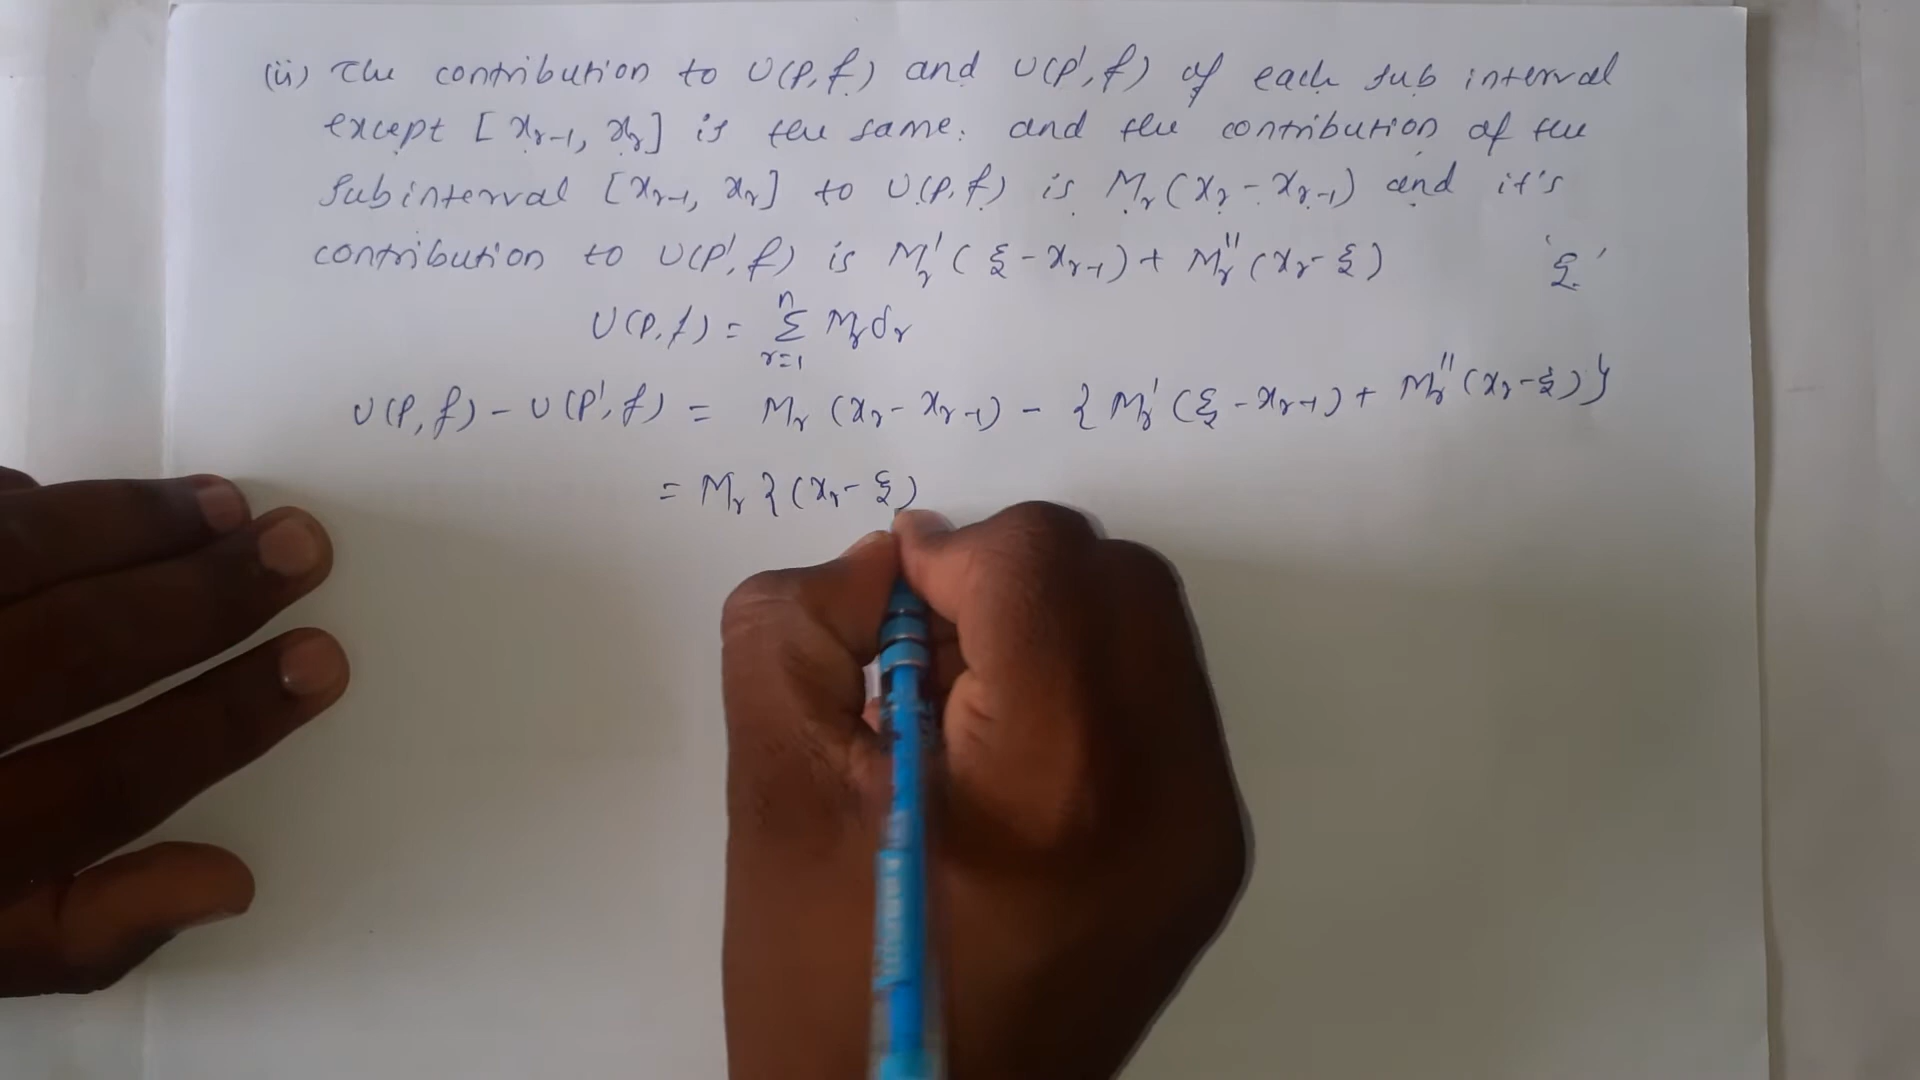 (ii) The contribution to U(P,f) and U(P',f) of each sub interval
except [x_{r-1}, x_r] is the same. and the contribution of the
Subinterval [x_{r-1}, x_r] to U(P,f) is M_r(x_r - x_{r-1}) and it's
contribution to U(P',f) is M_r'(ξ - x_{r-1}) + M_r''(x_r - ξ) 'ξ'
U(P,f) = Σ_{r=1}^{n} M_r δ_r
U(P,f) - U(P',f) = M_r (x_r - x_{r-1}) - { M_r'(ξ - x_{r-1}) + M_r''(x_r - ξ)}
= M_r {(x_r - ξ)